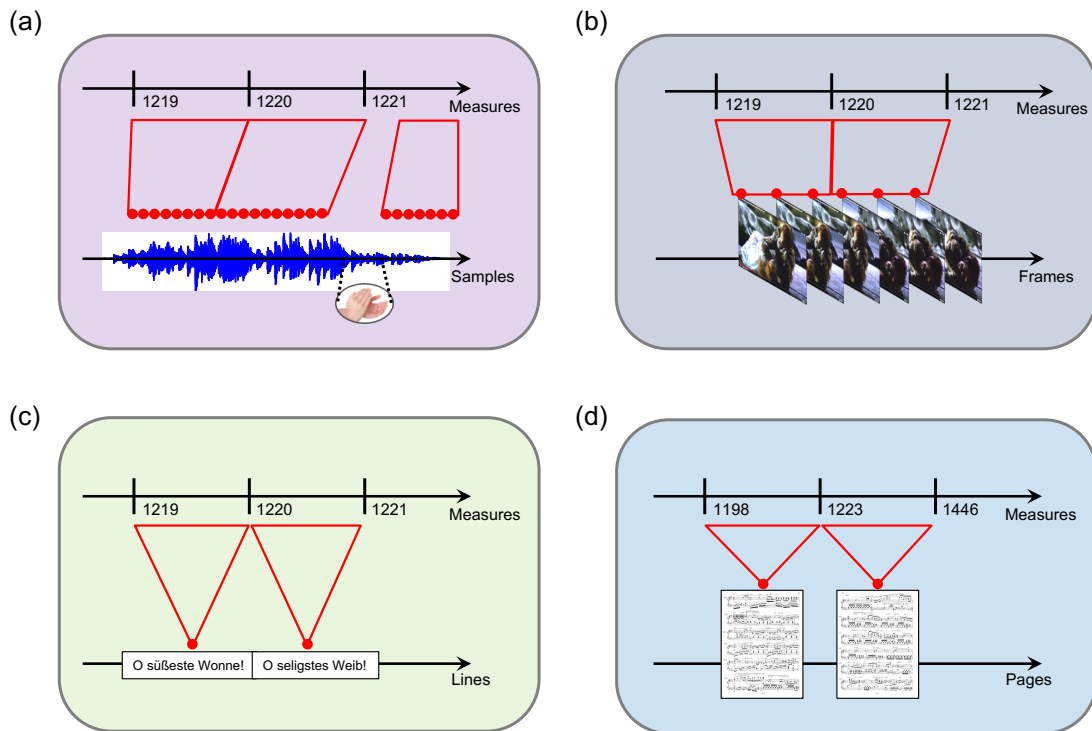 (a)
1219 1220 1221
Measures
Samples
(b)
1219 1220 1221
Measures
Frames
(c)
1219 1220 1221
Measures
O süßeste Wonne! O seligstes Weib!
Lines
(d)
1198 1223 1446
Measures
Pages